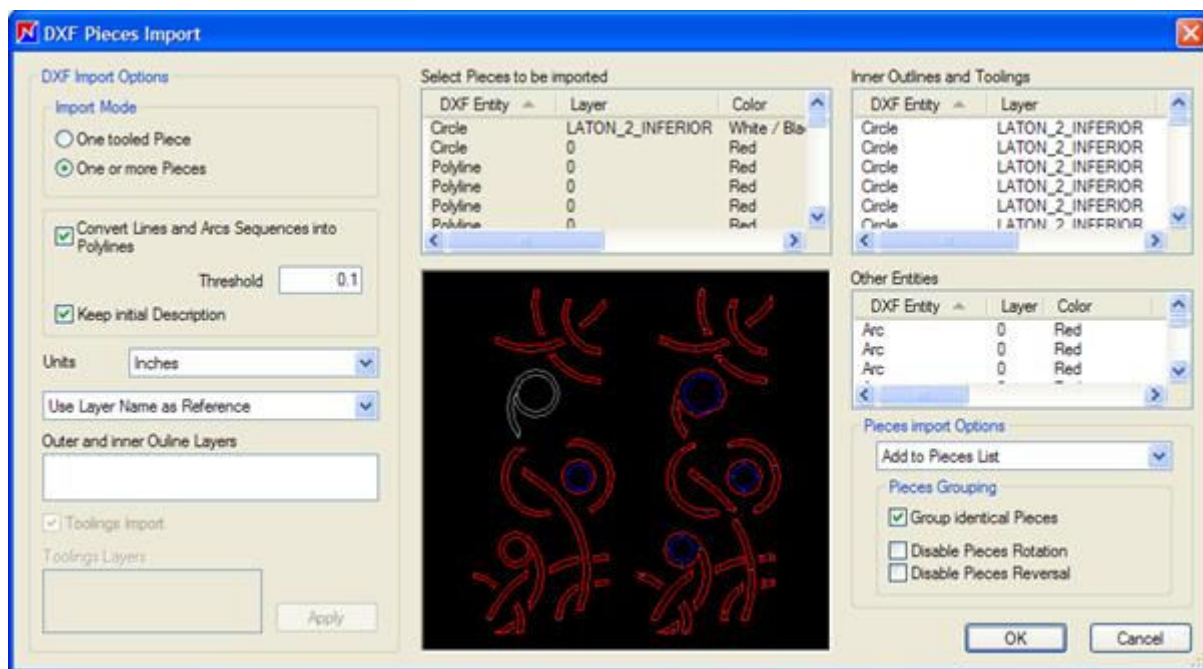 DXF Pieces Import
DXF Import Options
Import Mode
One tooled Piece
One or more Pieces
Convert Lines and Arcs Sequences into
Polylines
Threshold 0.1
Keep initial Description
Units Inches
Use Layer Name as Reference
Outer and inner Ouline Layers
Toolings Import
Toolings Layers
Apply
Select Pieces to be imported
DXF Entity Layer Color
Circle LATON_2_INFERIOR White / Bla
Circle 0 Red
Polyline 0 Red
Polyline 0 Red
Polyline 0 Red
Polyline 0 Red
Inner Outlines and Toolings
DXF Entity Layer
Circle LATON_2_INFERIOR
Circle LATON_2_INFERIOR
Circle LATON_2_INFERIOR
Circle LATON_2_INFERIOR
Circle LATON_2_INFERIOR
Circle LATON_2_INFERIOR
Other Entities
DXF Entity Layer Color
Arc 0 Red
Arc 0 Red
Arc 0 Red
Pieces import Options
Add to Pieces List
Pieces Grouping
Group identical Pieces
Disable Pieces Rotation
Disable Pieces Reversal
OK Cancel